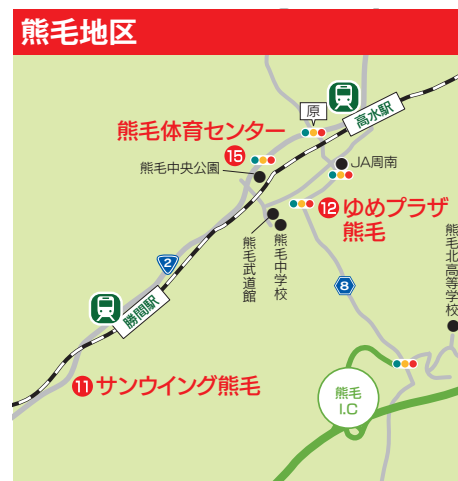 熊毛地区
原
高水駅
熊毛体育センター
15
JA周南
熊毛中央公園
12 ゆめプラザ
熊毛
熊毛武道館
熊毛中学校
熊毛北高等学校
2
8
勝間駅
11 サンウイング熊毛
熊毛
I.C